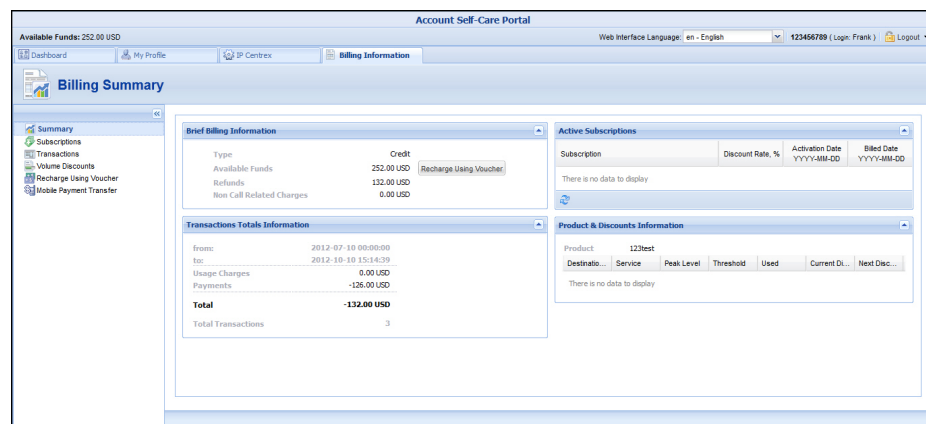 Account Self-Care Portal
Available Funds: 252.00 USD
Web Interface Language: en - English
123456789 ( Login: Frank ) Logout
Dashboard My Profile IP Centrex Billing Information
Billing Summary
Summary
Subscriptions
Transactions
Volume Discounts
Recharge Using Voucher
Mobile Payment Transfer
Brief Billing Information
Type Credit
Available Funds 252.00 USD Recharge Using Voucher
Refunds 132.00 USD
Non Call Related Charges 0.00 USD
Transactions Totals Information
from: 2012-07-10 00:00:00
to: 2012-10-10 15:14:39
Usage Charges 0.00 USD
Payments -126.00 USD
Total -132.00 USD
Total Transactions 3
Active Subscriptions
Subscription Discount Rate, % Activation Date YYYY-MM-DD Billed Date YYYY-MM-DD
There is no data to display
Product & Discounts Information
Product 123test
Destinatio... Service Peak Level Threshold Used Current Di... Next Disc...
There is no data to display